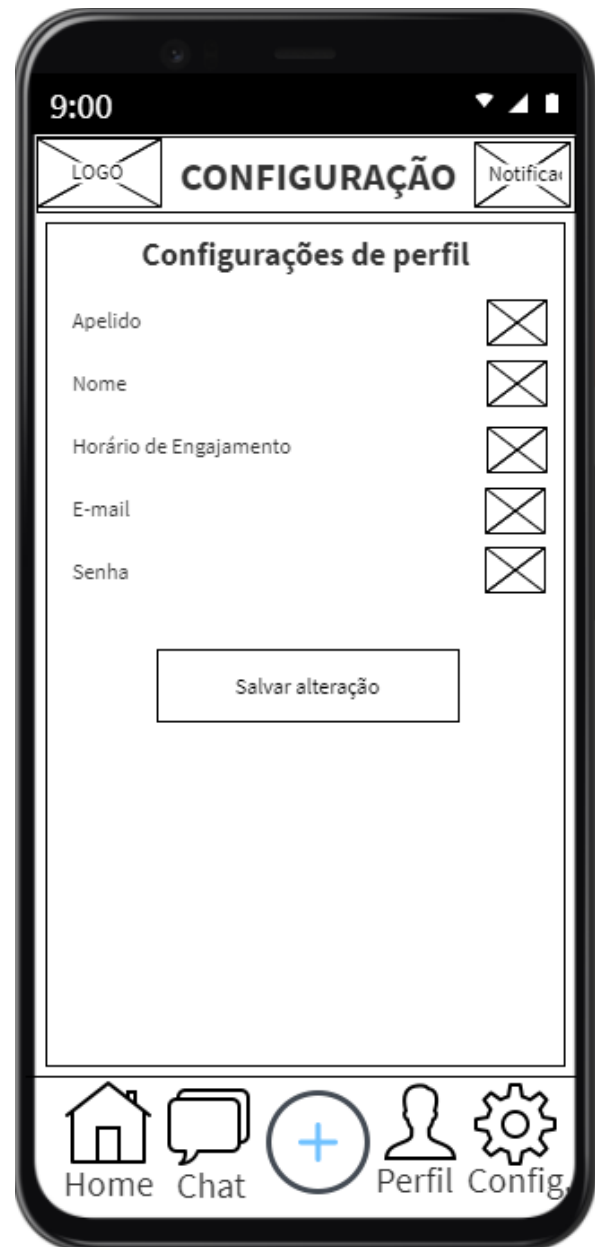 9:00
LOGO
CONFIGURAÇÃO
Notificaç
Configurações de perfil
Apelido
Nome
Horário de Engajamento
E-mail
Senha
Salvar alteração
Home
Chat
Perfil
Config.